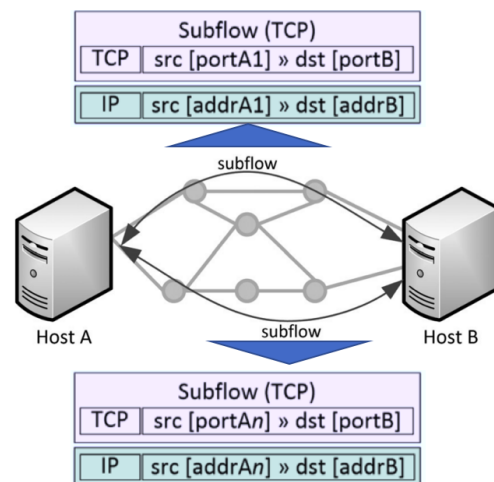 Subflow (TCP)
TCP src [portA1] » dst [portB]
IP src [addrA1] » dst [addrB]
subflow
Host A
Host B
subflow
Subflow (TCP)
TCP src [portAn] » dst [portB]
IP src [addrAn] » dst [addrB]